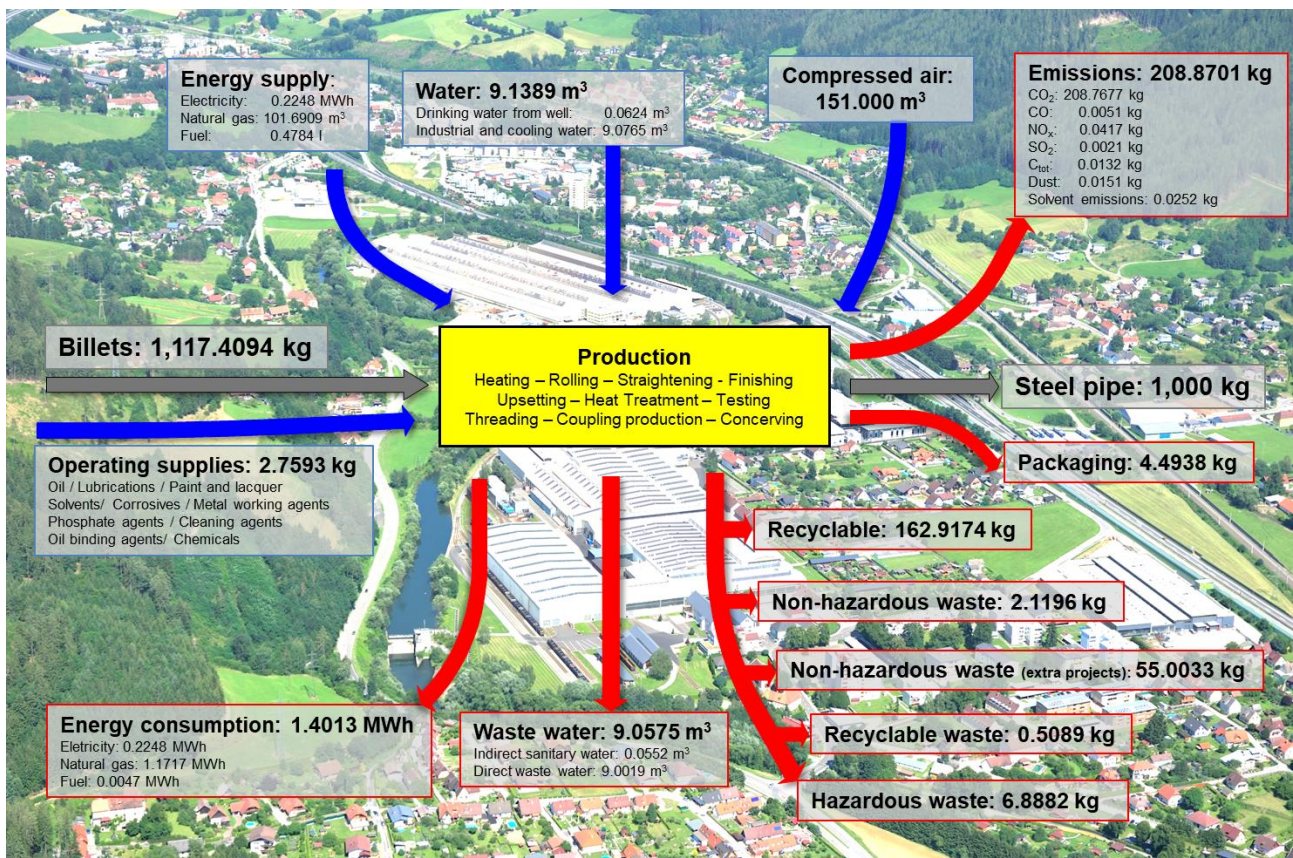 Energy supply:
Electricity: 0.2248 MWh
Natural gas: 101.6909 m³
Fuel: 0.4784 l
Water: 9.1389 m³
Drinking water from well: 0.0624 m³
Industrial and cooling water: 9.0765 m³
Compressed air:
151.000 m³
Emissions: 208.8701 kg
CO₂: 208.7677 kg
CO: 0.0051 kg
NOₓ: 0.0417 kg
SO₂: 0.0021 kg
Cₜₒₜ: 0.0132 kg
Dust: 0.0151 kg
Solvent emissions: 0.0252 kg
Billets: 1,117.4094 kg
Production
Heating – Rolling – Straightening - Finishing
Upsetting – Heat Treatment – Testing
Threading – Coupling production – Concerving
Steel pipe: 1,000 kg
Operating supplies: 2.7593 kg
Oil / Lubrications / Paint and lacquer
Solvents/ Corrosives / Metal working agents
Phosphate agents / Cleaning agents
Oil binding agents/ Chemicals
Packaging: 4.4938 kg
Recyclable: 162.9174 kg
Non-hazardous waste: 2.1196 kg
Non-hazardous waste (extra projects): 55.0033 kg
Recyclable waste: 0.5089 kg
Hazardous waste: 6.8882 kg
Energy consumption: 1.4013 MWh
Eletricity: 0.2248 MWh
Natural gas: 1.1717 MWh
Fuel: 0.0047 MWh
Waste water: 9.0575 m³
Indirect sanitary water: 0.0552 m³
Direct waste water: 9.0019 m³